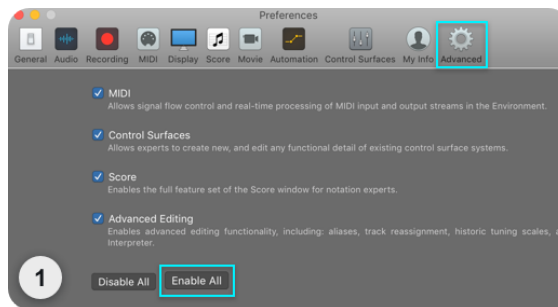 Preferences
General Audio Recording MIDI Display Score Movie Automation Control Surfaces My Info Advanced
MIDI
Allows signal flow control and real-time processing of MIDI input and output streams in the Environment.
Control Surfaces
Allows experts to create new, and edit any functional detail of existing control surface systems.
Score
Enables the full feature set of the Score window for notation experts.
Advanced Editing
Enables advanced editing functionality, including: aliases, track reassignment, historic tuning scales, a
Interpreter.
1 Disable All Enable All